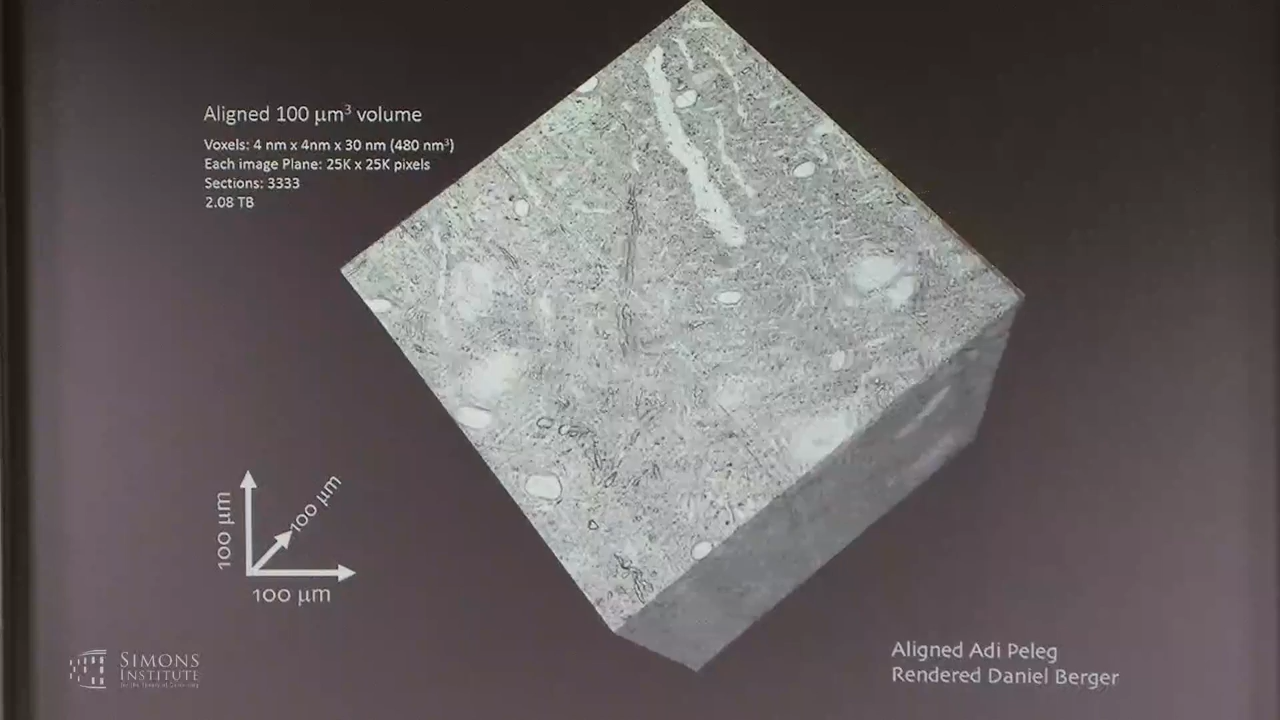 Aligned 100 µm³ volume
Voxels: 4 nm x 4nm x 30 nm (480 nm³)
Each image Plane: 25K x 25K pixels
Sections: 3333
2.08 TB
100 µm
100 µm
100 µm
SIMONS
INSTITUTE
Aligned Adi Peleg
Rendered Daniel Berger